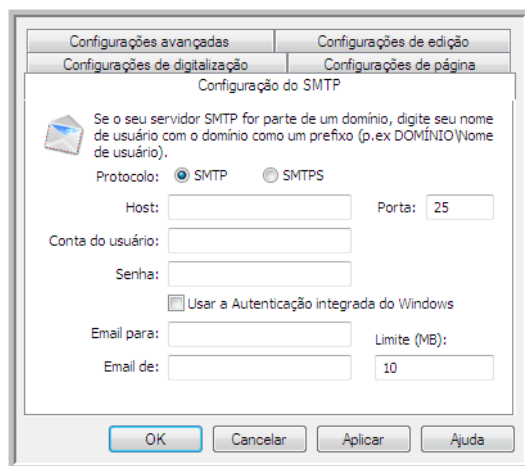 Configurações avançadas
Configurações de edição
Configurações de digitalização
Configurações de página
Configuração do SMTP
Se o seu servidor SMTP for parte de um domínio, digite seu nome
de usuário com o domínio como um prefixo (p.ex DOMÍNIO\Nome
de usuário).
Protocolo: SMTP SMTPS
Host: Porta: 25
Conta do usuário:
Senha:
Usar a Autenticação integrada do Windows
Email para: Limite (MB):
Email de: 10
OK Cancelar Aplicar Ajuda